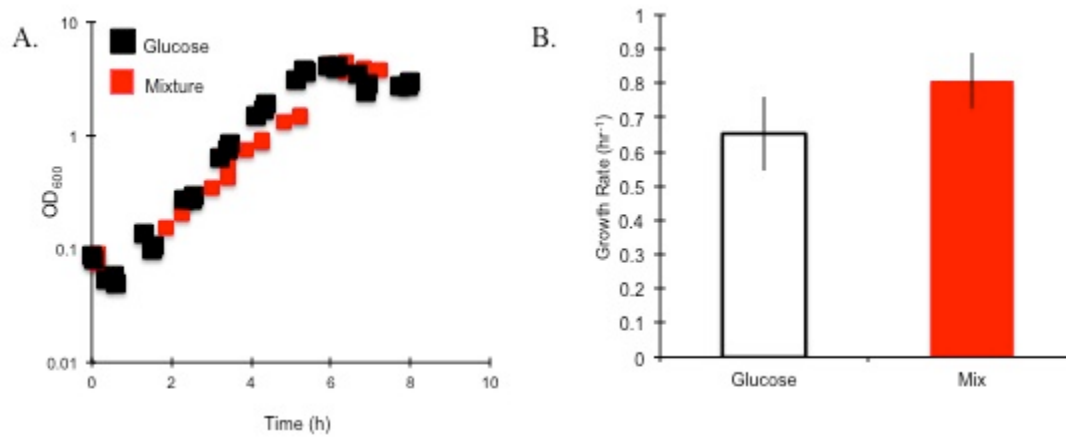 A.
10
1
0.1
0.01
OD600
Glucose
Mixture
0 2 4 6 8 10
Time (h)
B.
1
0.9
0.8
0.7
0.6
0.5
0.4
0.3
0.2
0.1
0
Growth Rate (hr⁻¹)
Glucose Mix